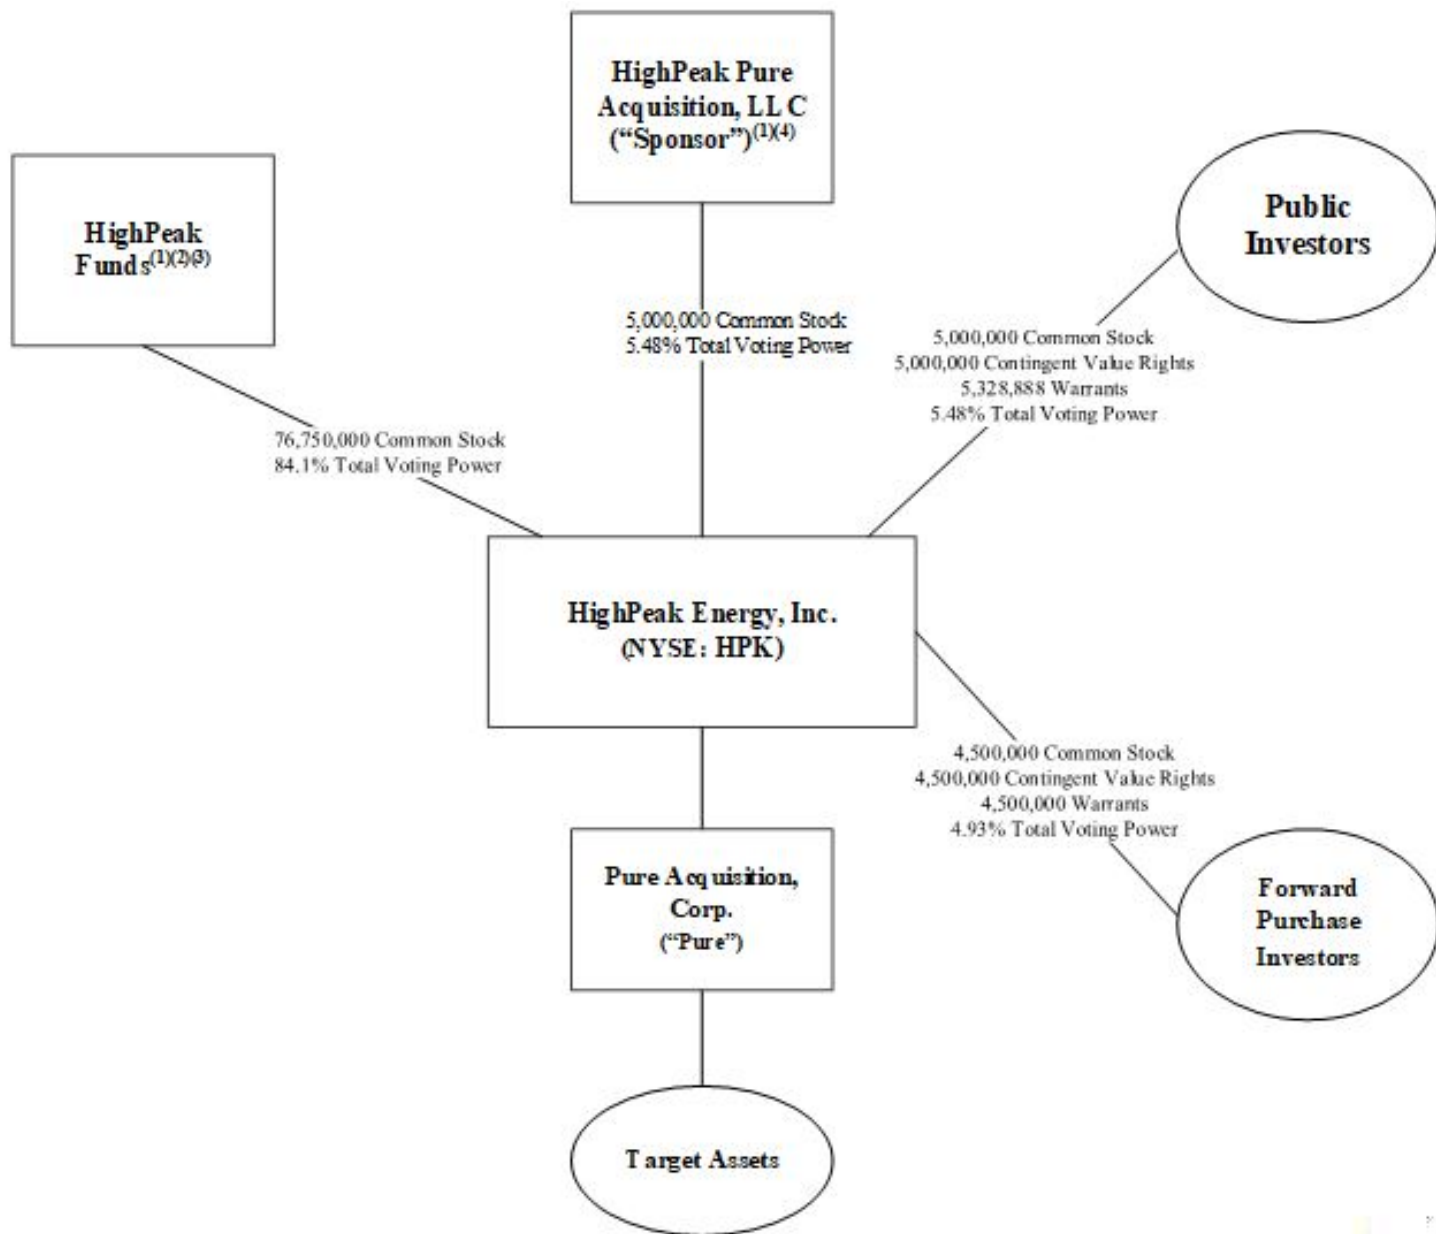 HighPeak Pure
Acquisition, LLC
(“Sponsor”)(1)(4)
HighPeak
Funds(1)(2)(3)
Public
Investors
5,000,000 Common Stock
5.48% Total Voting Power
5,000,000 Common Stock
5,000,000 Contingent Value Rights
5,328,888 Warrants
5.48% Total Voting Power
76,750,000 Common Stock
84.1% Total Voting Power
HighPeak Energy, Inc.
(NYSE: HPK)
4,500,000 Common Stock
4,500,000 Contingent Value Rights
4,500,000 Warrants
4.93% Total Voting Power
Pure Acquisition,
Corp.
(“Pure”)
Forward
Purchase
Investors
Target Assets